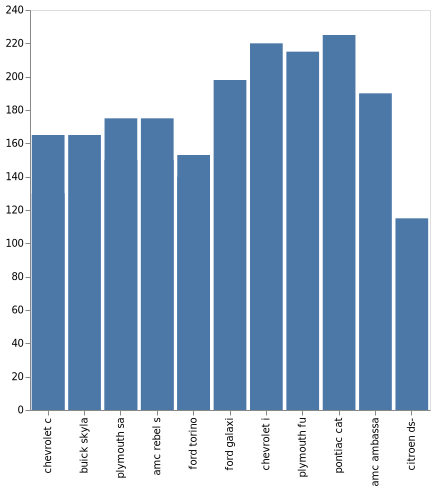 240
220
200
180
160
140
120
100
80
60
40
20
0
chevrolet c
buick skyla
plymouth sa
amc rebel s
ford torino
ford galaxi
chevrolet i
plymouth fu
pontiac cat
amc ambassa
citroen ds-